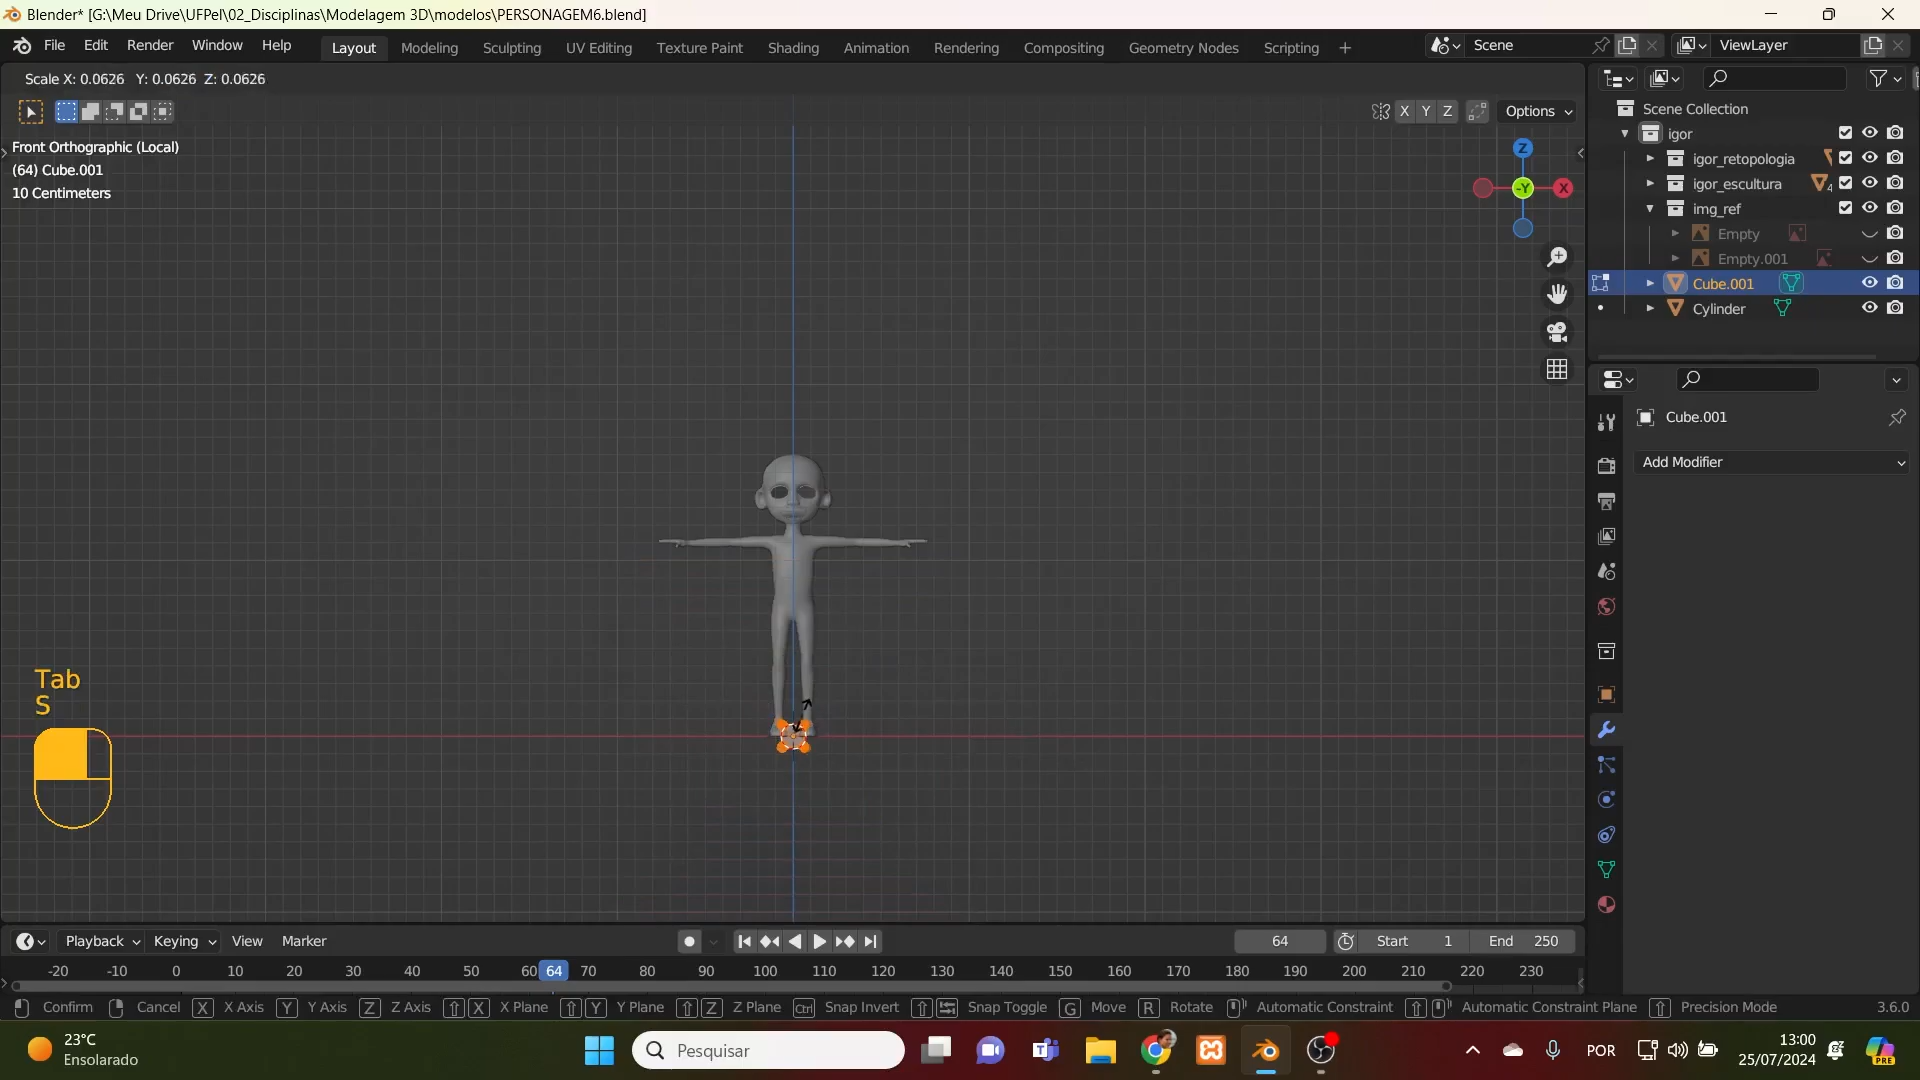 Blender* [G:\Meu Drive\UFPel\02_Disciplinas\Modelagem 3D\modelos\PERSONAGEM6.blend]
File Edit Render Window Help Layout Modeling Sculpting UV Editing Texture Paint Shading Animation Rendering Compositing Geometry Nodes Scripting + Scene ViewLayer
Scale X: 0.0626 Y: 0.0626 Z: 0.0626
X Y Z Options
Front Orthographic (Local)
(64) Cube.001
10 Centimeters
Z
-Y X
Scene Collection
igor
igor_retopologia
igor_escultura 4
img_ref
Empty
Empty.001
Cube.001
Cylinder
Cube.001
Add Modifier
Tab
S
Playback Keying View Marker 64 Start 1 End 250
-20 -10 0 10 20 30 40 50 60 64 70 80 90 100 110 120 130 140 150 160 170 180 190 200 210 220 230
Confirm Cancel X X Axis Y Y Axis Z Z Axis X X Plane Y Y Plane Z Z Plane Ctrl Snap Invert Snap Toggle G Move R Rotate Automatic Constraint Automatic Constraint Plane Precision Mode 3.6.0
23°C
Ensolarado
Pesquisar
POR
13:00
25/07/2024
PRE